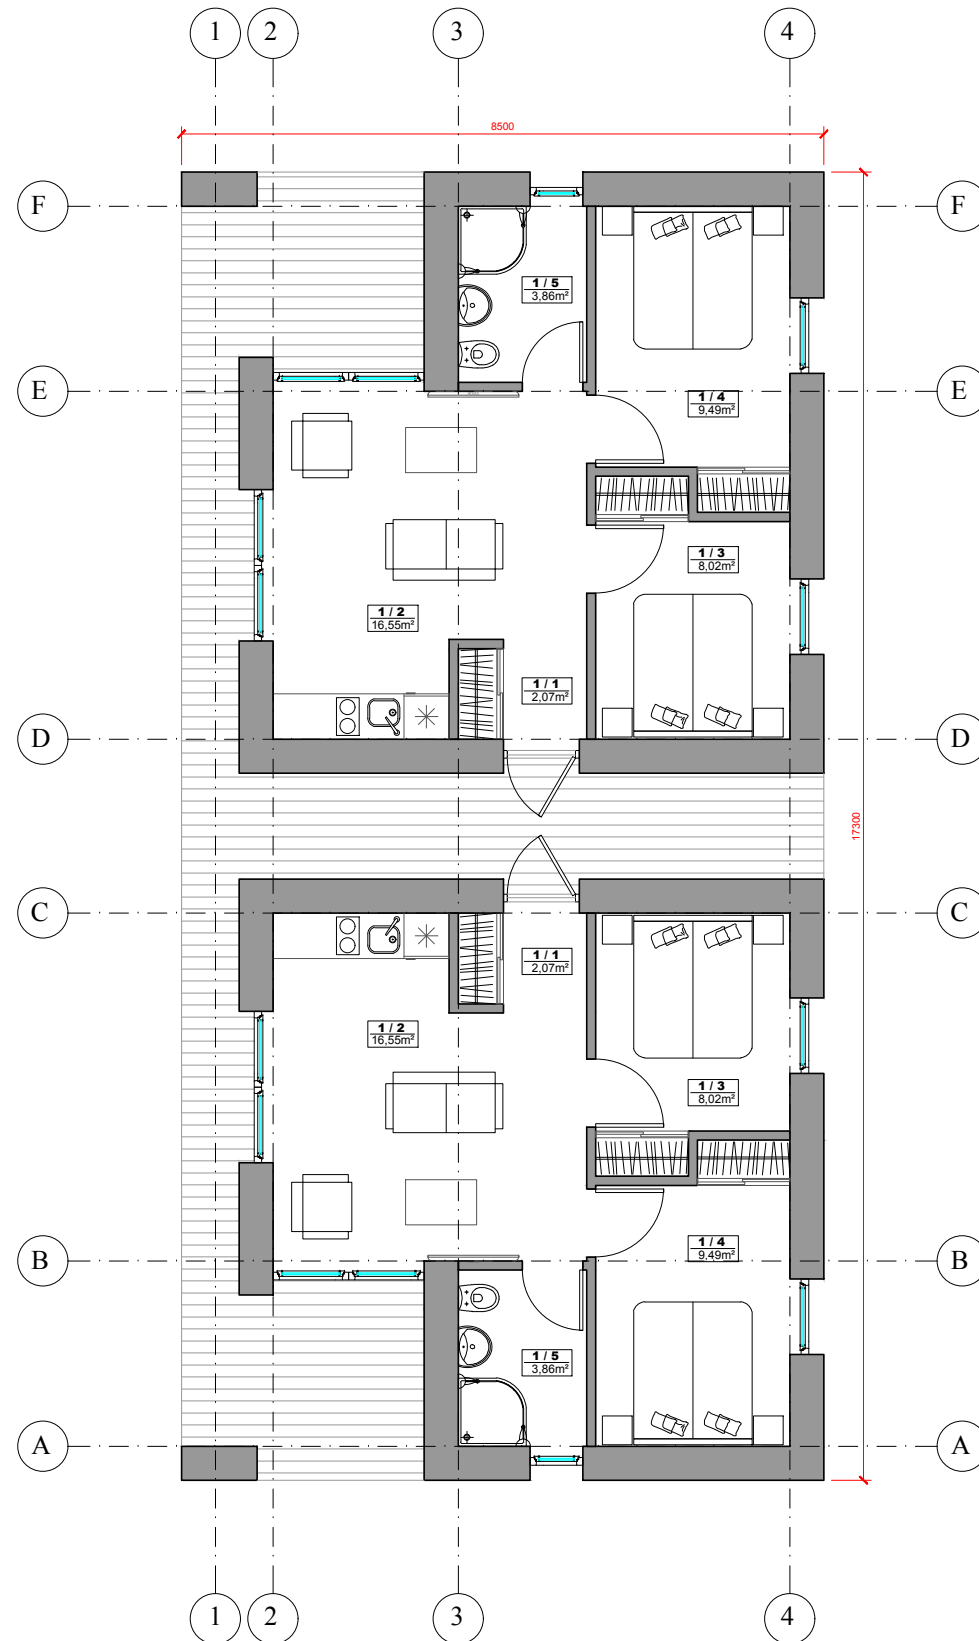 1 2 3 4
8500
F F
1 / 5
3,86m²
E E
1 / 4
9,49m²
1 / 3
8,02m²
1 / 2
16,55m²
1 / 1
2,07m²
D D
17300
C C
1 / 1
2,07m²
1 / 2
16,55m²
1 / 3
8,02m²
1 / 4
9,49m²
B B
1 / 5
3,86m²
A A
1 2 3 4